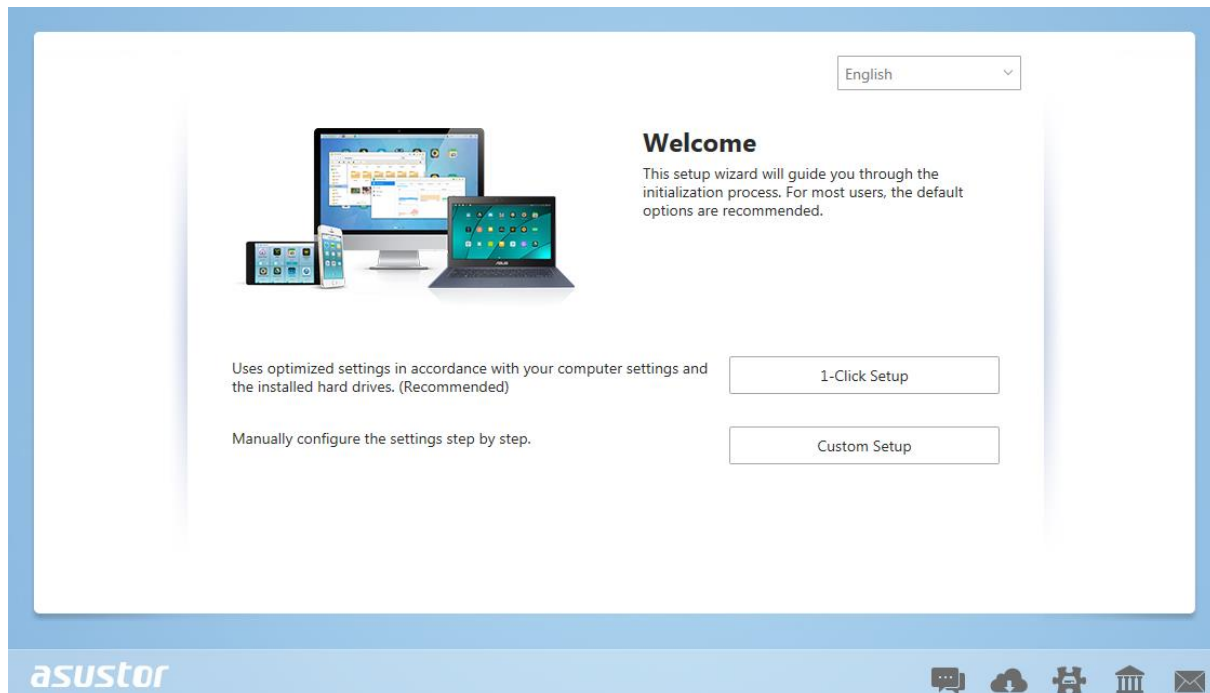 English
Welcome
This setup wizard will guide you through the
initialization process. For most users, the default
options are recommended.
Uses optimized settings in accordance with your computer settings and
the installed hard drives. (Recommended)
1-Click Setup
Manually configure the settings step by step.
Custom Setup
asustor